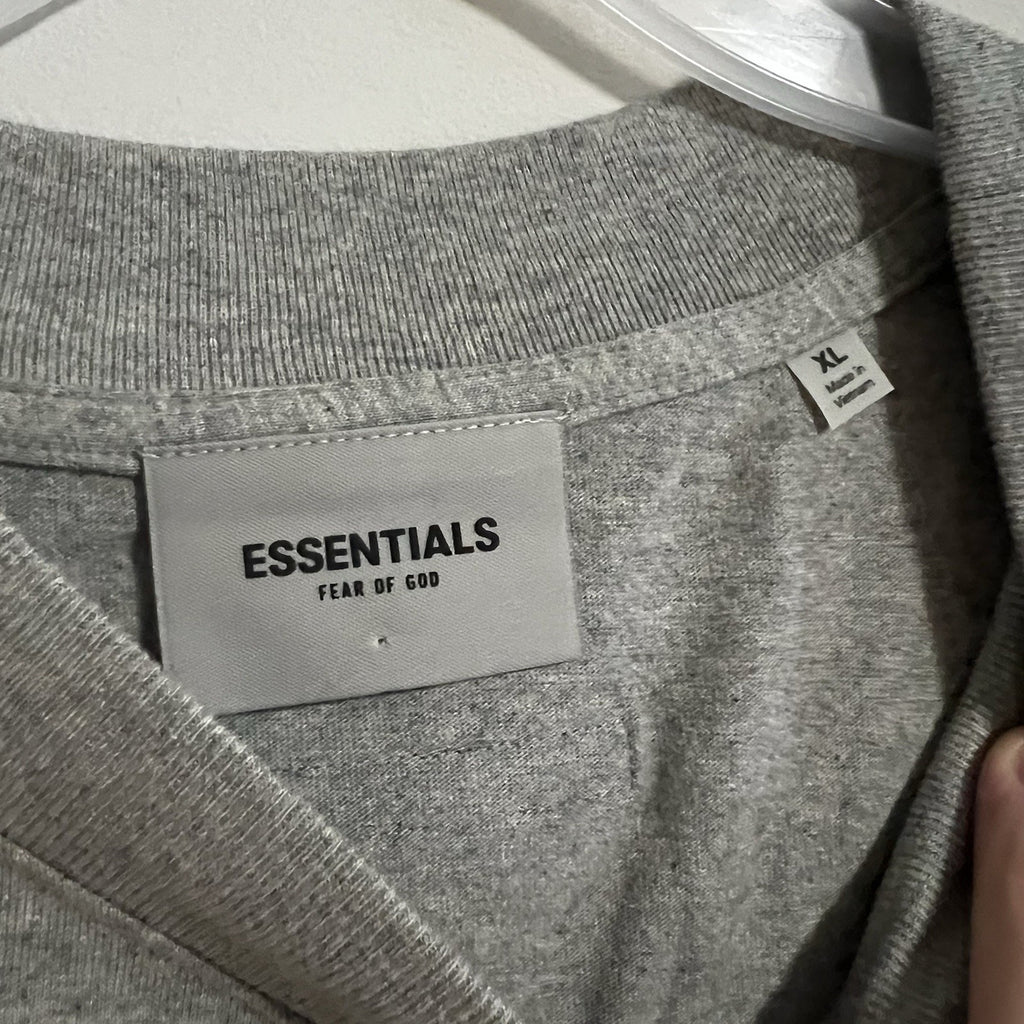 ESSENTIALS
FEAR OF GOD
XL
Made in
Vietnam